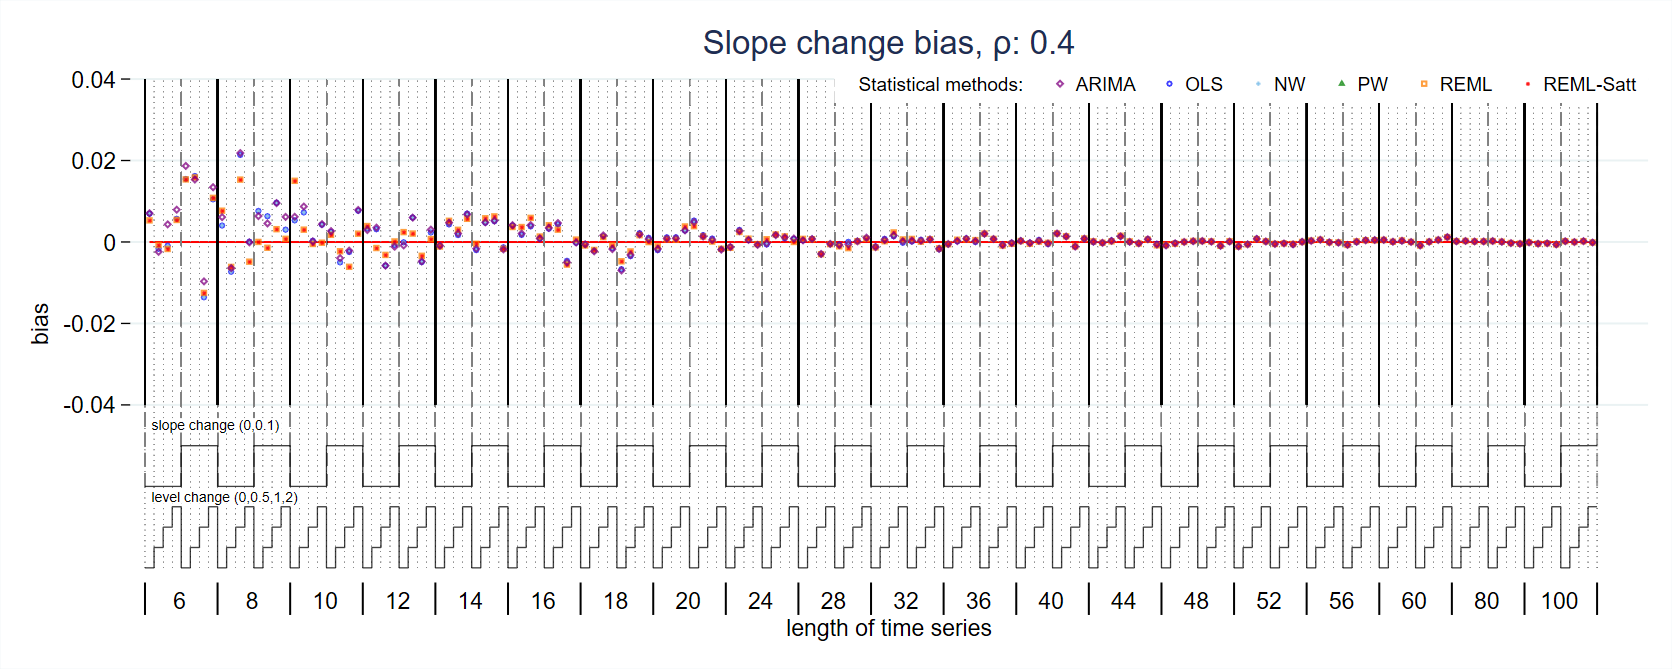 Slope change bias, ρ: 0.4
Statistical methods: ARIMA OLS NW PW REML REML-Satt
0.04
0.02
0
-0.02
-0.04
bias
slope change (0,0.1)
level change (0,0.5,1,2)
6 8 10 12 14 16 18 20 24 28 32 36 40 44 48 52 56 60 80 100
length of time series